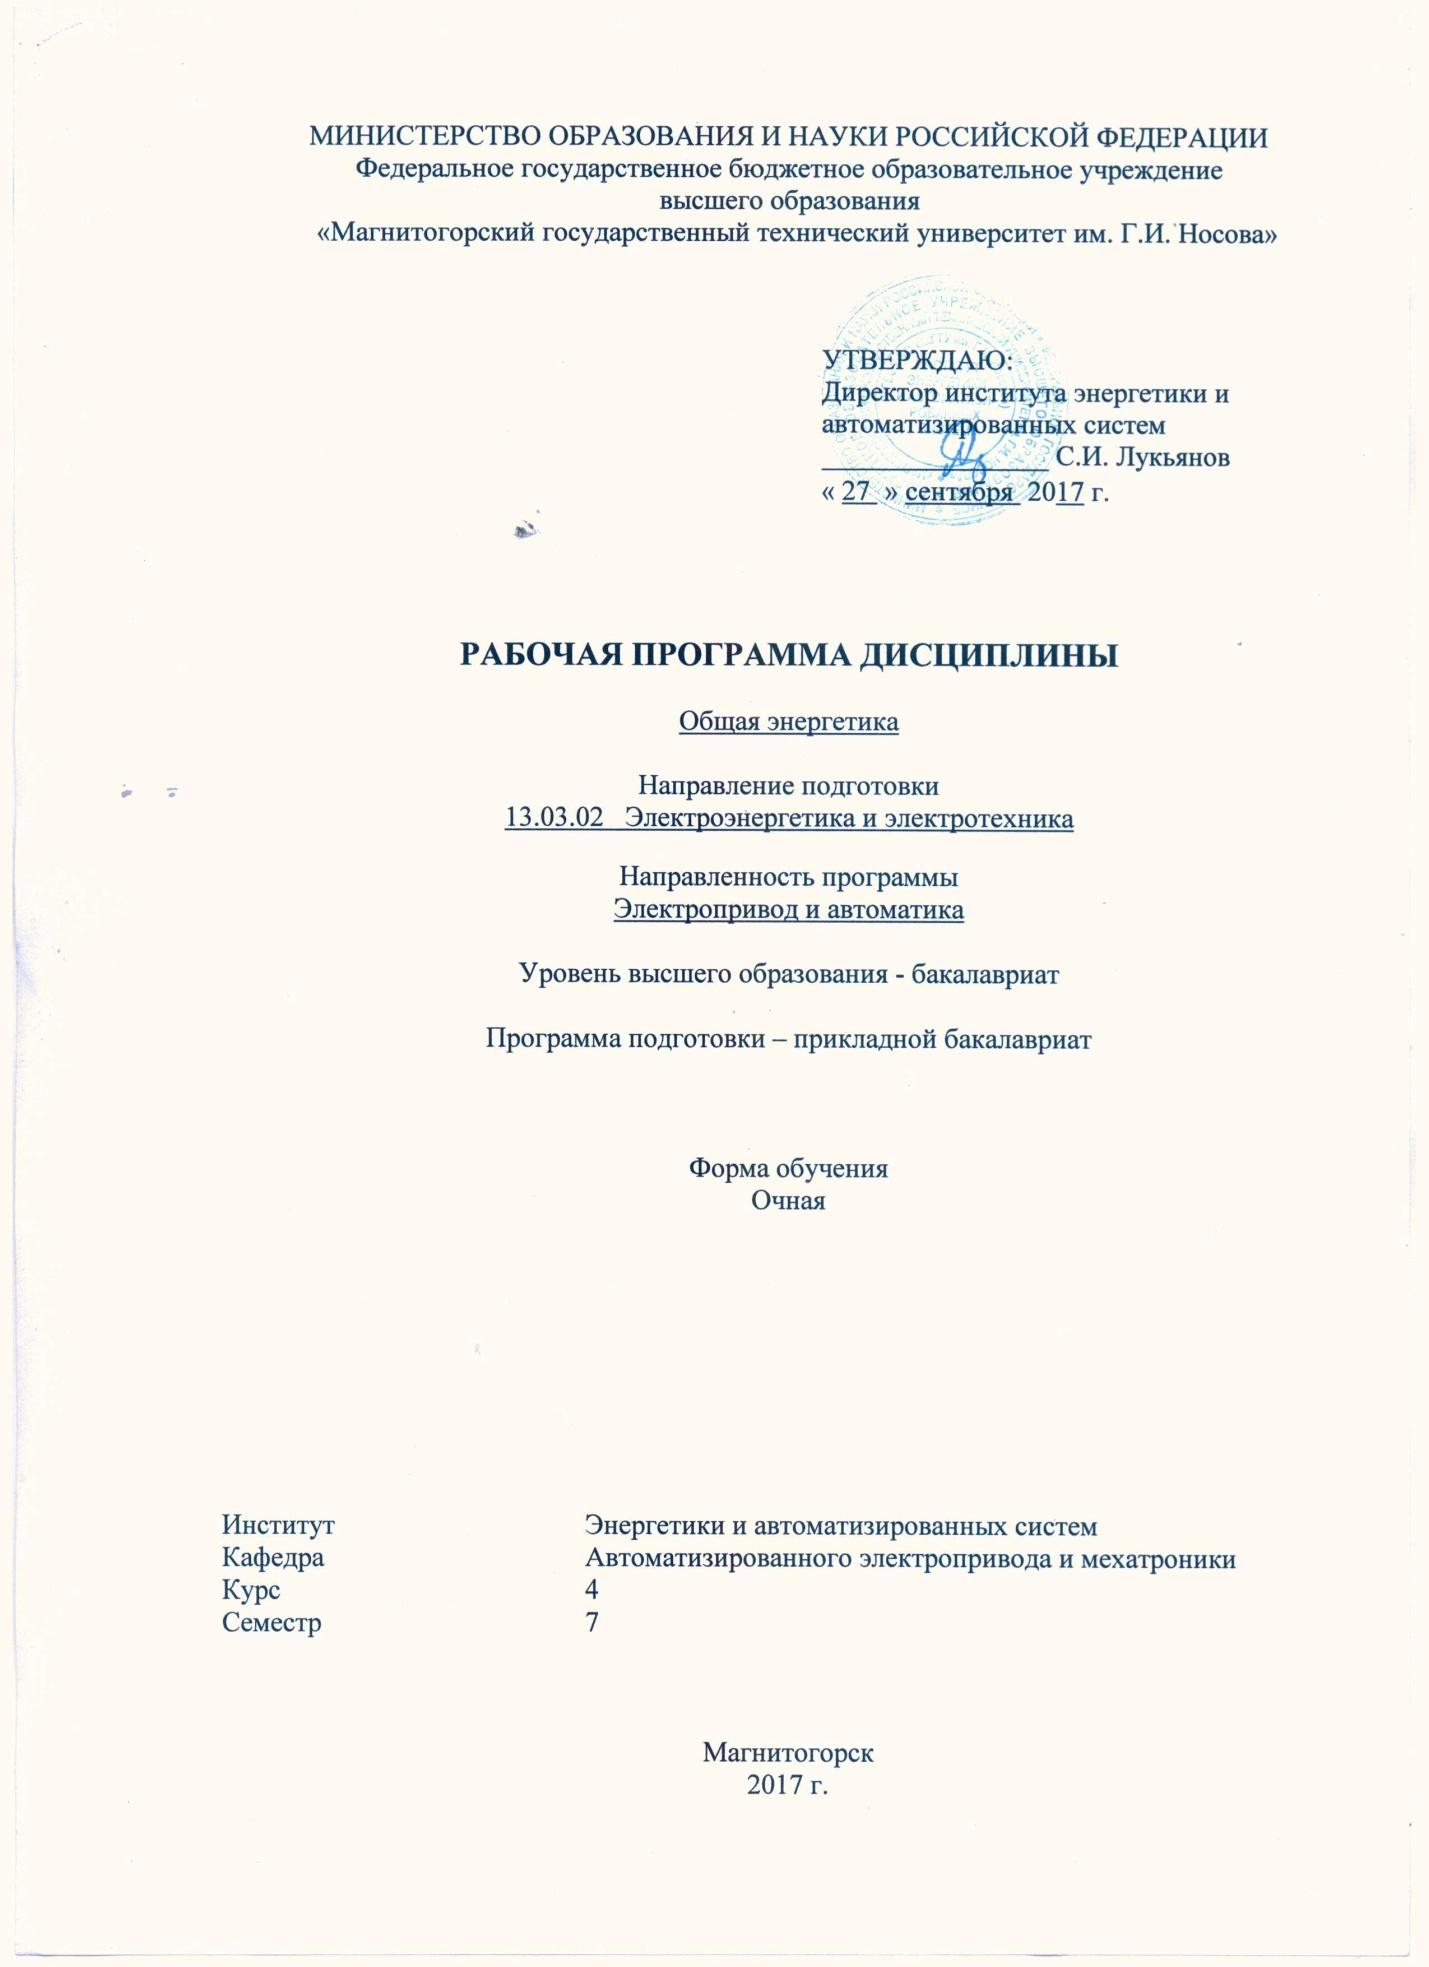 МИНИСТЕРСТВО ОБРАЗОВАНИЯ И НАУКИ РОССИЙСКОЙ ФЕДЕРАЦИИ
Федеральное государственное бюджетное образовательное учреждение
высшего образования
«Магнитогорский государственный технический университет им. Г.И. Носова»
УТВЕРЖДАЮ:
Директор института энергетики и
автоматизированных систем
С.И. Лукьянов
« 27 » сентября 2017 г.
РАБОЧАЯ ПРОГРАММА ДИСЦИПЛИНЫ
Общая энергетика
Направление подготовки
13.03.02 Электроэнергетика и электротехника
Направленность программы
Электропривод и автоматика
Уровень высшего образования - бакалавриат
Программа подготовки – прикладной бакалавриат
Форма обучения
Очная
Институт Энергетики и автоматизированных систем
Кафедра Автоматизированного электропривода и мехатроники
Курс 4
Семестр 7
Магнитогорск
2017 г.